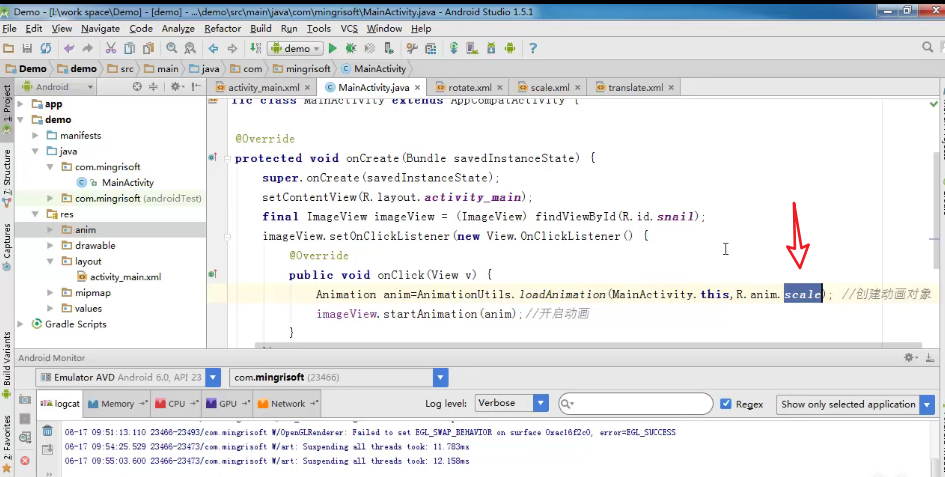 Demo - [I:\work space\Demo] - [demo] - ...\demo\src\main\java\com\mingrisoft\MainActivity.java - Android Studio 1.5.1
File Edit View Navigate Code Analyze Refactor Build Run Tools VCS Window Help
demo
Demo demo src main java com mingrisoft MainActivity
Android activity_main.xml MainActivity.java rotate.xml scale.xml translate.xml
1: Project
7: Structure
Captures
Build Variants
2: Favorites
app
demo
manifests
java
com.mingrisoft
MainActivity
com.mingrisoft (androidTest)
res
anim
drawable
layout
activity_main.xml
mipmap
values
Gradle Scripts
lic class MainActivity extends AppCompatActivity {
@Override
protected void onCreate(Bundle savedInstanceState) {
super.onCreate(savedInstanceState);
setContentView(R.layout.activity_main);
final ImageView imageView = (ImageView) findViewById(R.id.snail);
imageView.setOnClickListener(new View.OnClickListener() {
@Override
public void onClick(View v) {
Animation anim=AnimationUtils.loadAnimation(MainActivity.this,R.anim.scale); //创建动画对象
imageView.startAnimation(anim);//开启动画
}
Android Monitor
Emulator AVD Android 6.0, API 23 com.mingrisoft (23466)
logcat Memory CPU GPU Network Log level: Verbose Regex Show only selected application
06-17 09:51:13.110 23466-23493/com.mingrisoft W/OpenGLRenderer: Failed to set EGL_SWAP_BEHAVIOR on surface 0xac16f2c0, error=EGL_SUCCESS
06-17 09:54:25.529 23466-23473/com.mingrisoft W/art: Suspending all threads took: 11.783ms
06-17 09:55:03.600 23466-23473/com.mingrisoft W/art: Suspending all threads took: 12.158ms